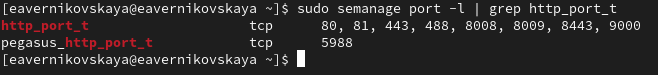 [eavernikovskaya@eavernikovskaya ~]$ sudo semanage port -l | grep http_port_t
http_port_t                    tcp      80, 81, 443, 488, 8008, 8009, 8443, 9000
pegasus_http_port_t            tcp      5988
[eavernikovskaya@eavernikovskaya ~]$